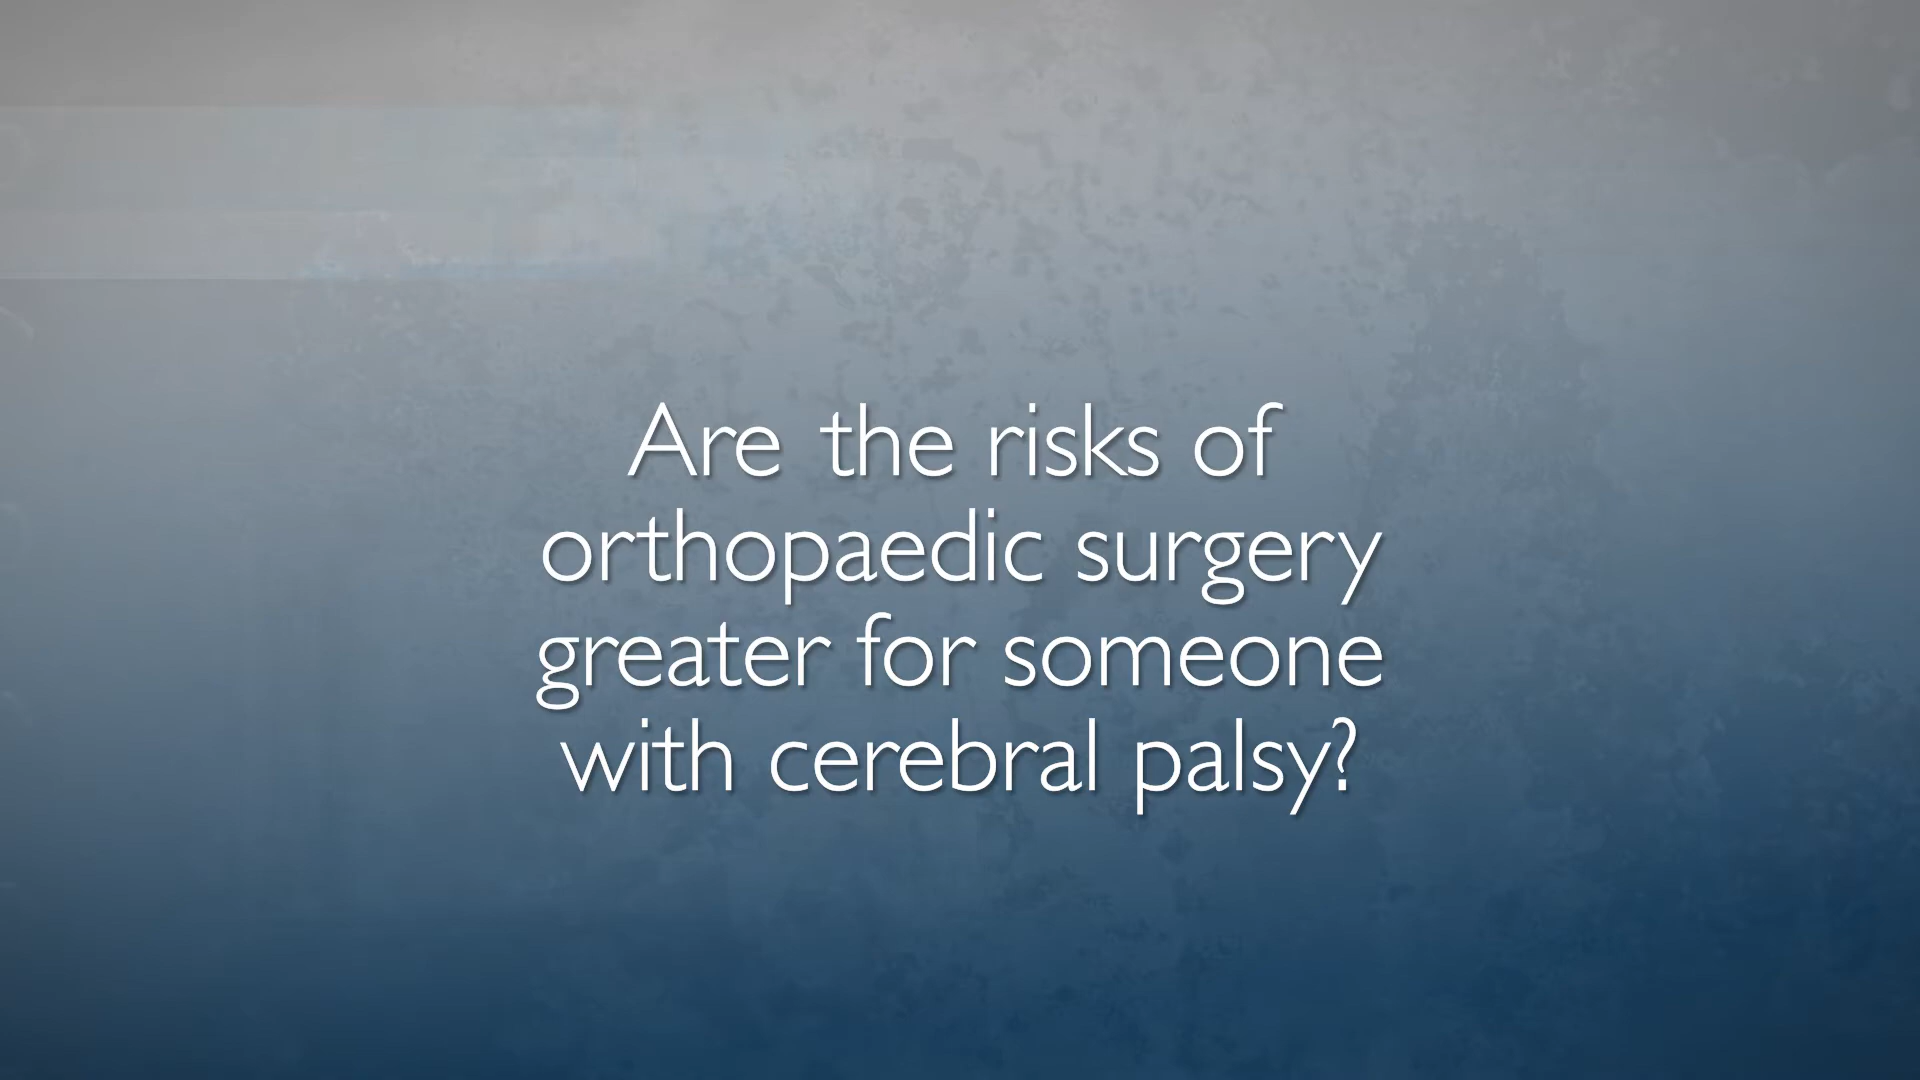 Are the risks of
orthopaedic surgery
greater for someone
with cerebral palsy?